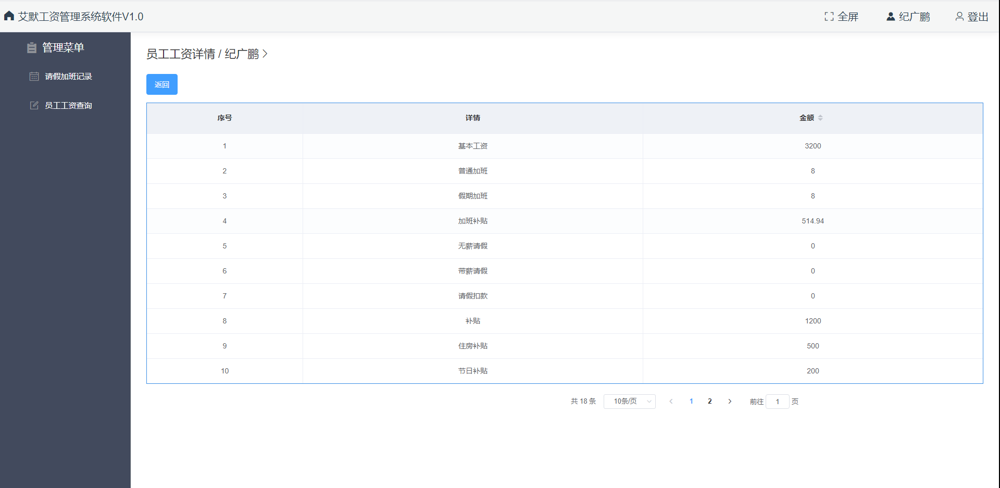 艾默工资管理系统软件V1.0 全屏 纪广鹏 登出
管理菜单
请假加班记录
员工工资查询
员工工资详情 / 纪广鹏 >
返回
序号 详情 金额
1 基本工资 3200
2 普通加班 8
3 假期加班 8
4 加班补贴 514.94
5 无薪请假 0
6 带薪请假 0
7 请假扣款 0
8 补贴 1200
9 住房补贴 500
10 节日补贴 200
共 18 条 10条/页 < 1 2 > 前往 1 页